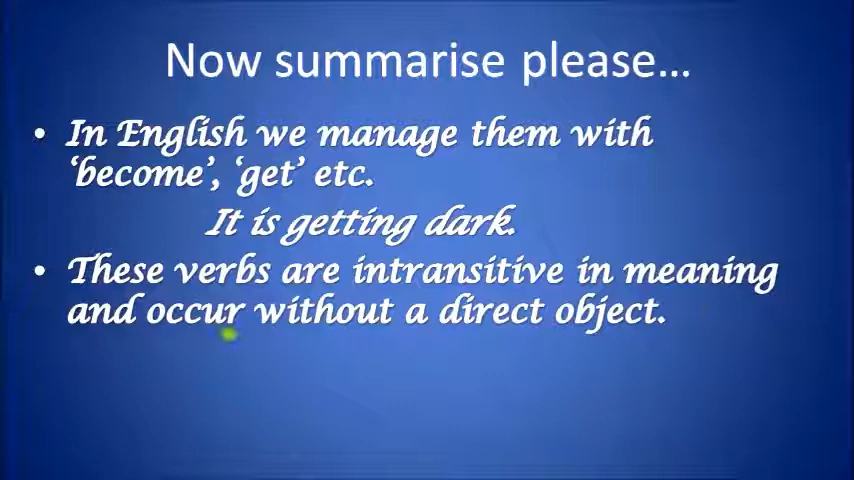 Now summarise please...
• In English we manage them with
‘become’, ‘get’ etc.
It is getting dark.
• These verbs are intransitive in meaning
and occur without a direct object.